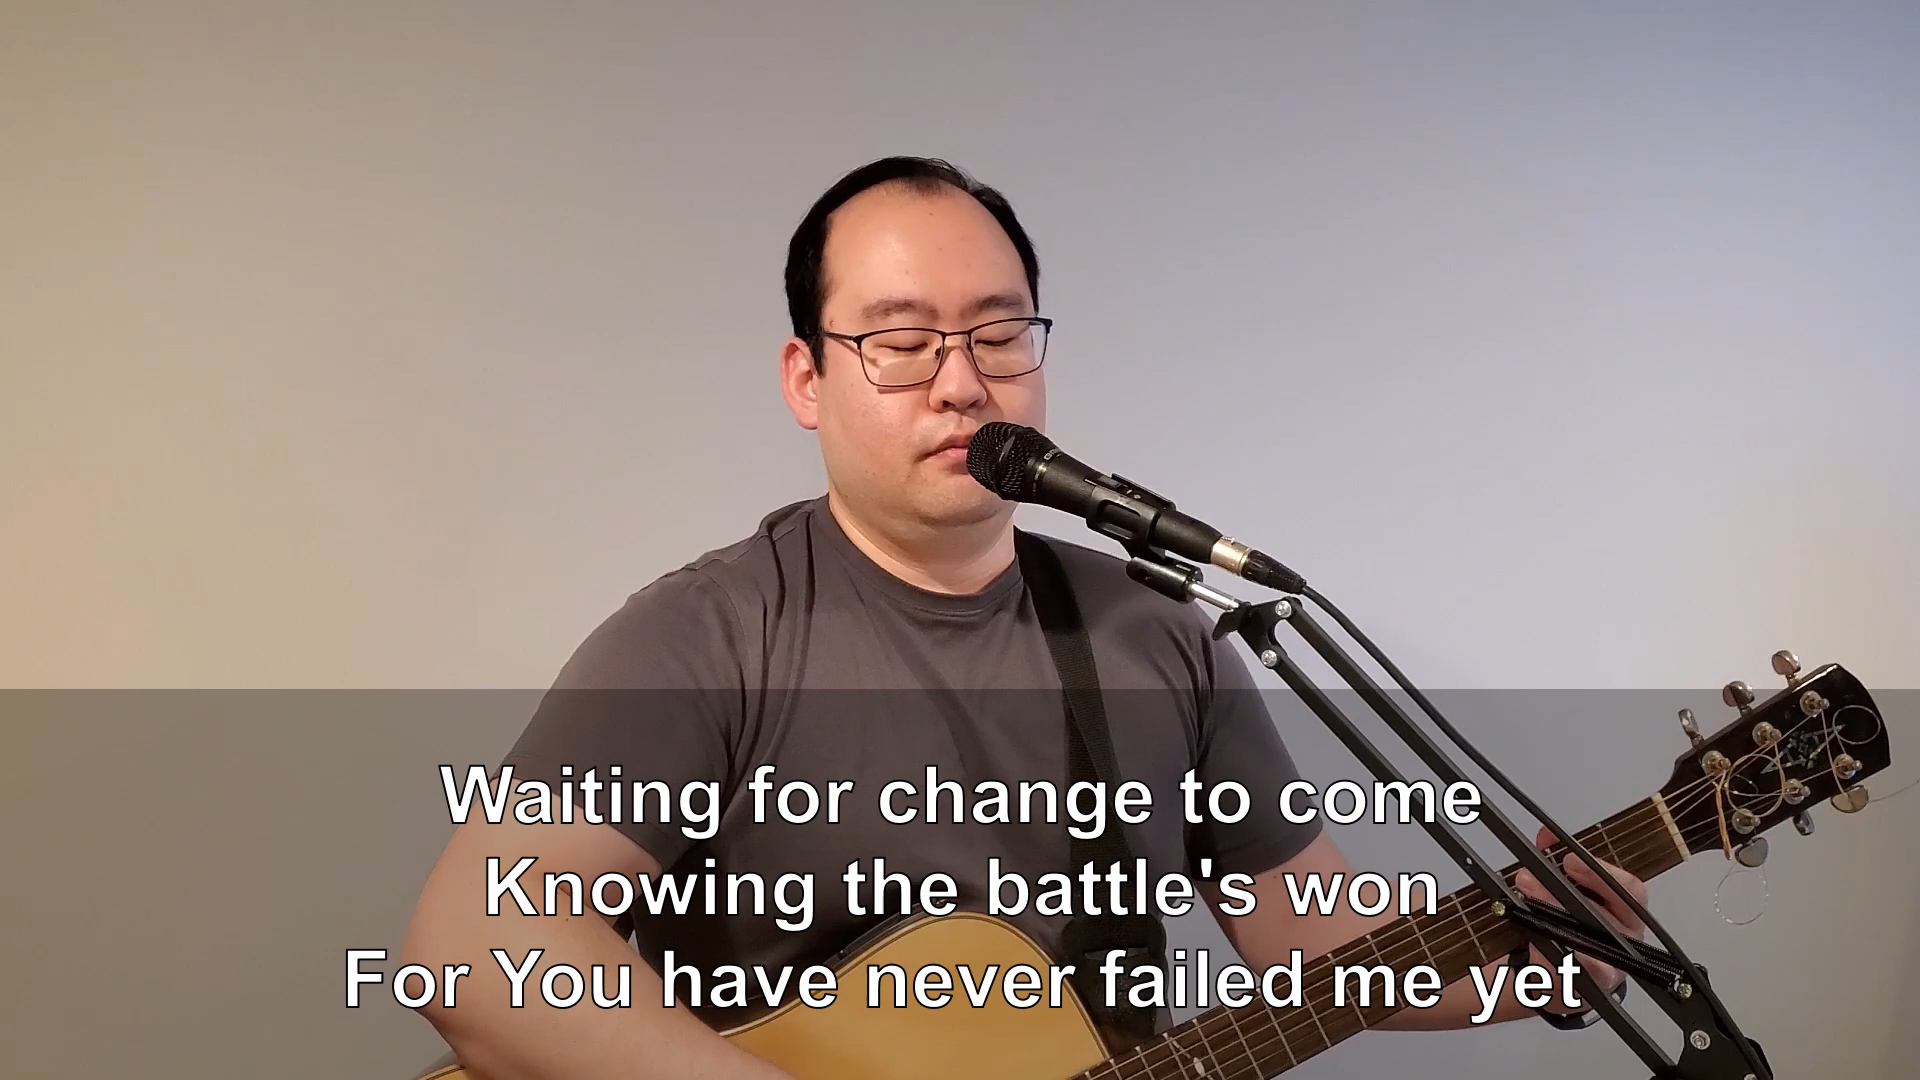 Waiting for change to come
Knowing the battle's won
For You have never failed me yet